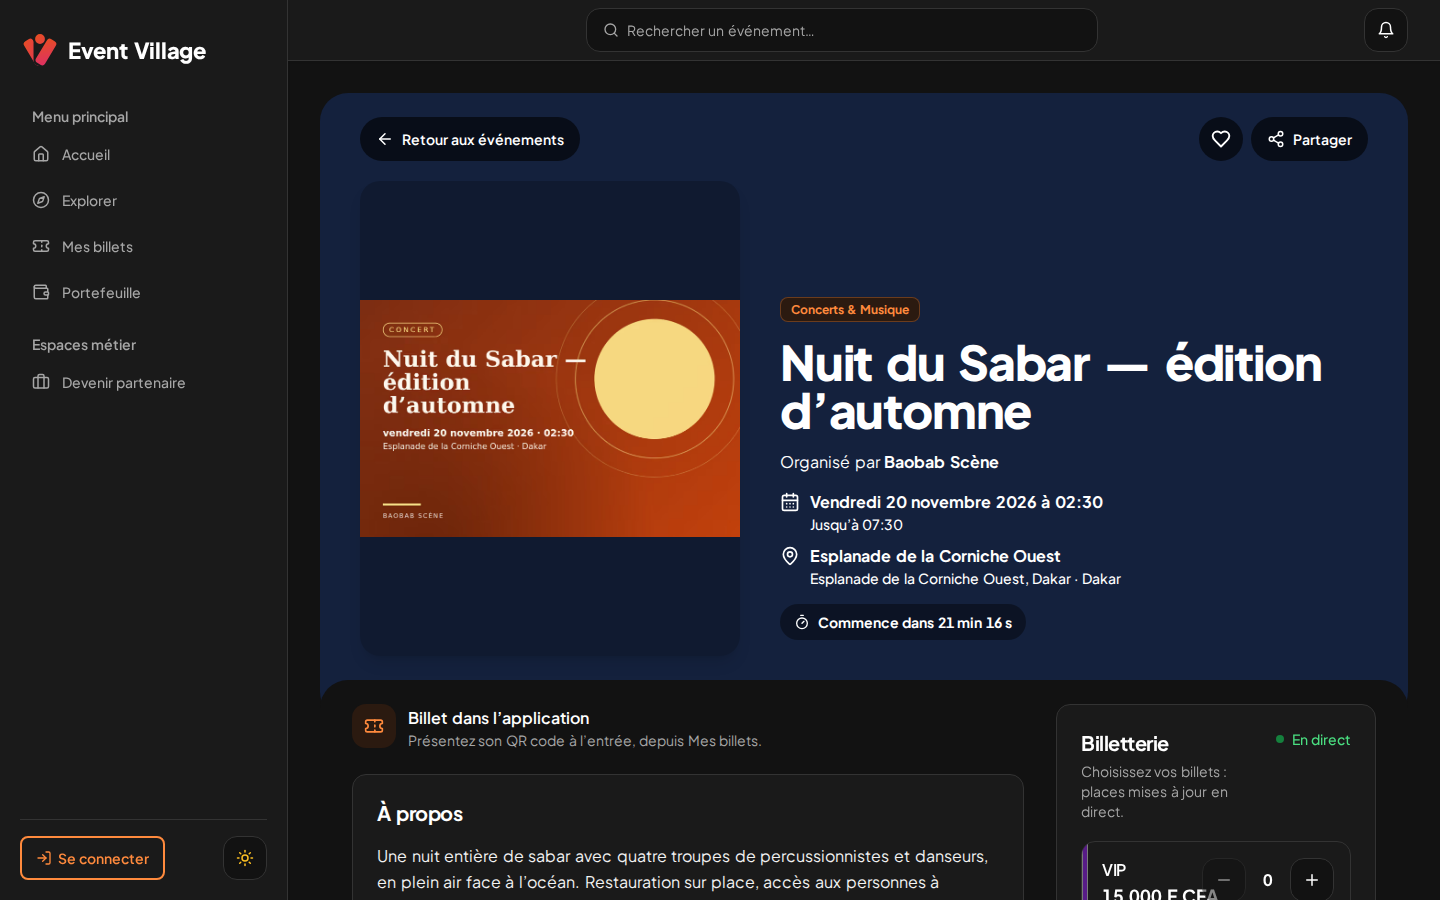 Event Village
Rechercher un événement…
Menu principal
Accueil
Explorer
Mes billets
Portefeuille
Espaces métier
Devenir partenaire
Se connecter
Retour aux événements
Partager
CONCERT
Nuit du Sabar —
édition
d’automne
vendredi 20 novembre 2026 · 02:30
Esplanade de la Corniche Ouest · Dakar
BAOBAB SCÈNE
Concerts & Musique
Nuit du Sabar — édition
d’automne
Organisé par Baobab Scène
Vendredi 20 novembre 2026 à 02:30
Jusqu’à 07:30
Esplanade de la Corniche Ouest
Esplanade de la Corniche Ouest, Dakar · Dakar
Commence dans 21 min 16 s
Billet dans l’application
Présentez son QR code à l’entrée, depuis Mes billets.
À propos
Une nuit entière de sabar avec quatre troupes de percussionnistes et danseurs,
en plein air face à l’océan. Restauration sur place, accès aux personnes à
Billetterie
En direct
Choisissez vos billets :
places mises à jour en
direct.
VIP
15 000 F CFA
0